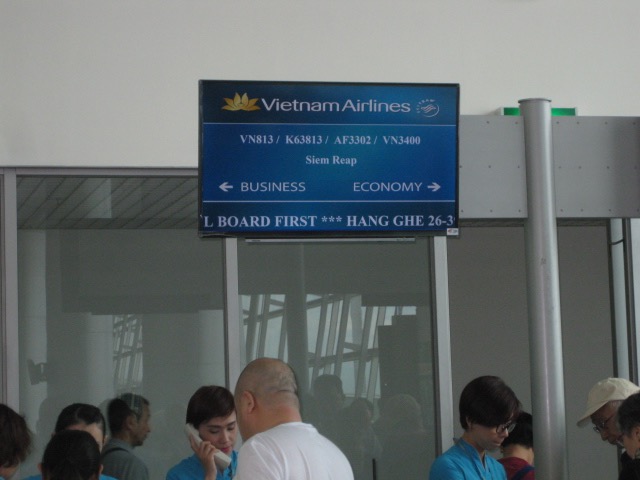 Vietnam Airlines
VN813 / K63813 / AF3302 / VN3400
Siem Reap
← BUSINESS ECONOMY →
L BOARD FIRST *** HANG GHE 26-3